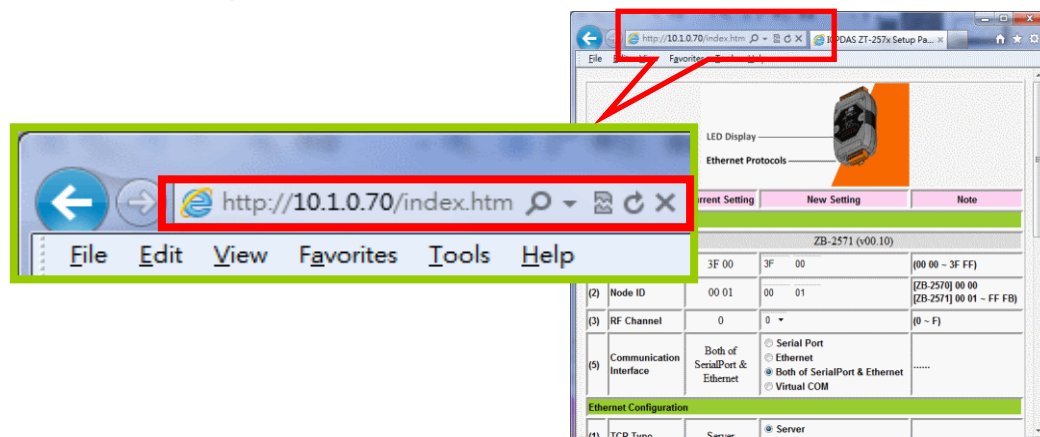 http://10.1.0.70/index.htm
ICPDAS ZT-257x Setup Pa...
File
Favorites
LED Display
Ethernet Protocols
http://10.1.0.70/index.htm
File Edit View Favorites Tools Help
Current Setting New Setting Note
ZB-2571 (v00.10)
3F 00 3F 00 (00 00 ~ 3F FF)
(2) Node ID 00 01 00 01 [ZB-2570] 00 00
[ZB-2571] 00 01 ~ FF FB)
(3) RF Channel 0 0 (0 ~ F)
(5) Communication Interface Both of SerialPort & Ethernet
Serial Port
Ethernet
Both of SerialPort & Ethernet
Virtual COM
......
Ethernet Configuration
(1) TCP Type Server Server